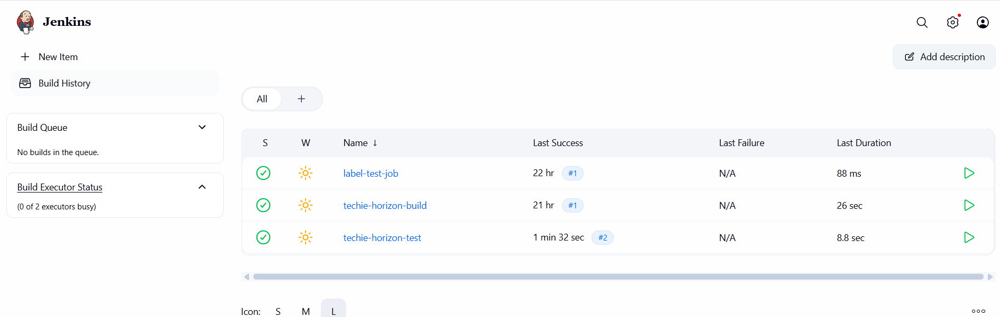 Jenkins
New Item
Add description
Build History
All
Build Queue
No builds in the queue.
Build Executor Status
(0 of 2 executors busy)
S W Name ↓ Last Success Last Failure Last Duration
label-test-job 22 hr #1 N/A 88 ms
techie-horizon-build 21 hr #1 N/A 26 sec
techie-horizon-test 1 min 32 sec #2 N/A 8.8 sec
Icon: S M L